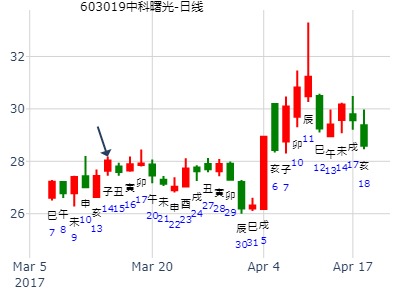 603019中科曙光-日线
32
30
28
26
巳 午 未 申 亥 子 丑 寅 卯 午 未 申 酉 戌 丑 寅 卯 辰 巳 戌 亥 子 卯 辰 巳 午 未 戌 亥
7 8 9 10 13 14 15 16 17 20 21 22 23 24 27 28 29 30 31 5 6 7 10 11 12 13 14 17 18
Mar 5 Mar 20 Apr 4 Apr 17
2017